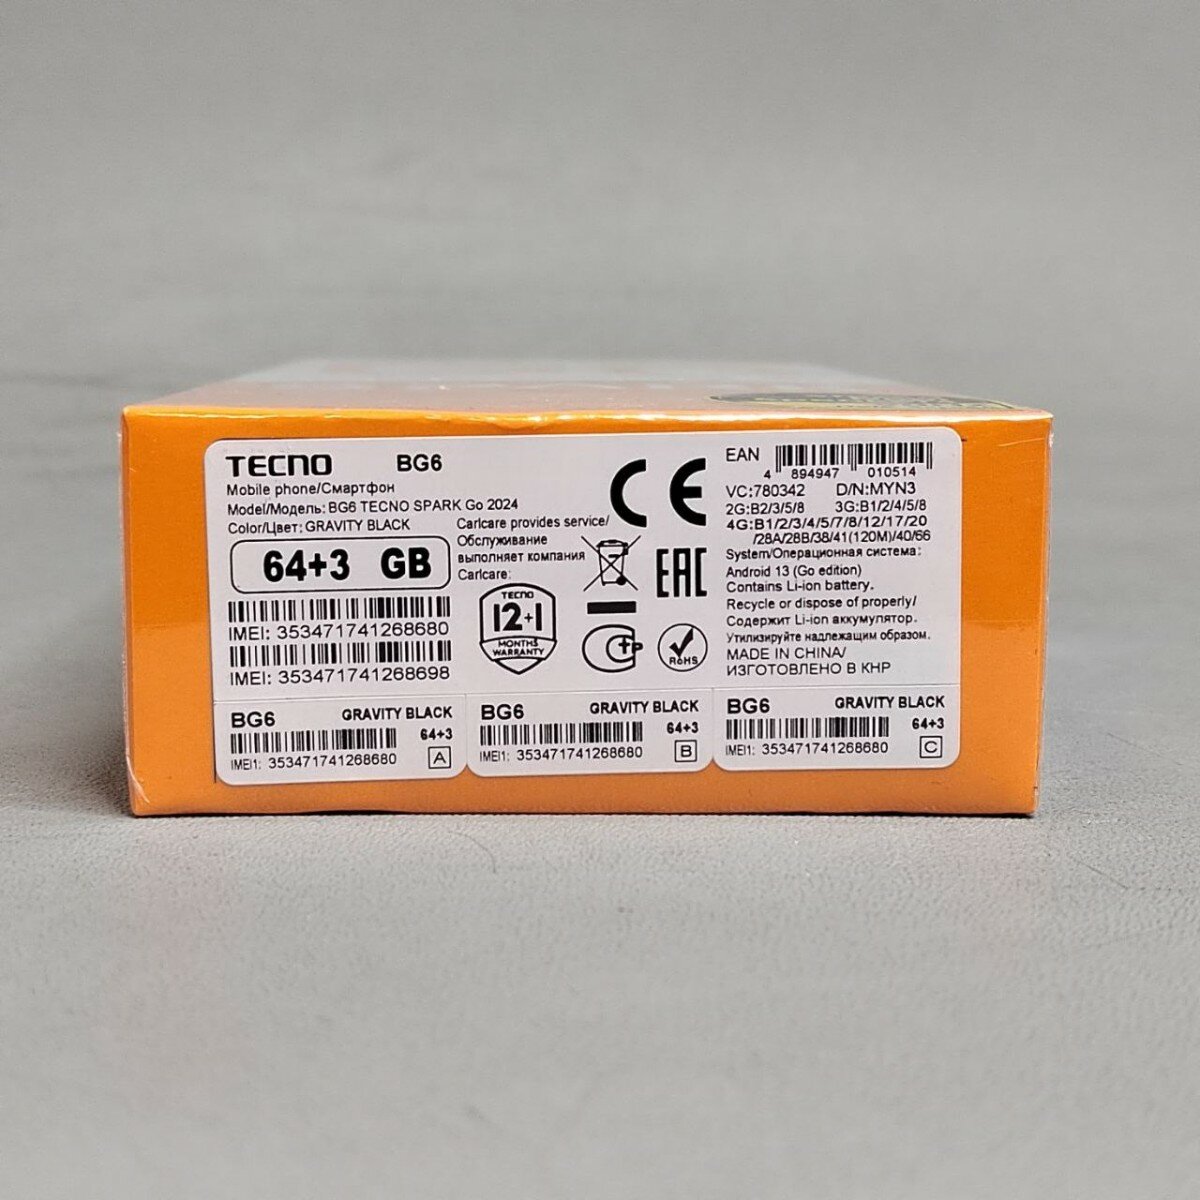 TECNO BG6
Mobile phone/Смартфон
Model/Модель: BG6 TECNO SPARK Go 2024
Color/Цвет: GRAVITY BLACK
64+3 GB
IMEI: 353471741268680
IMEI: 353471741268698
Carlcare provides service/
Обслуживание
выполняет компания
Carlcare:
TECNO
12+1
MONTHS
WARRANTY
CE
EAC
RoHS
EAN
4 894947 010514
VC:780342 D/N:MYN3
2G:B2/3/5/8 3G:B1/2/4/5/8
4G:B1/2/3/4/5/7/8/12/17/20
/28A/28B/38/41(120M)/40/66
System/Операционная система:
Android 13 (Go edition)
Contains Li-ion battery.
Recycle or dispose of properly/
Содержит Li-ion аккумулятор.
Утилизируйте надлежащим образом.
MADE IN CHINA/
ИЗГОТОВЛЕНО В КНР
BG6 GRAVITY BLACK
64+3
IMEI1: 353471741268680 A
BG6 GRAVITY BLACK
64+3
IMEI1: 353471741268680 B
BG6 GRAVITY BLACK
64+3
IMEI1: 353471741268680 C